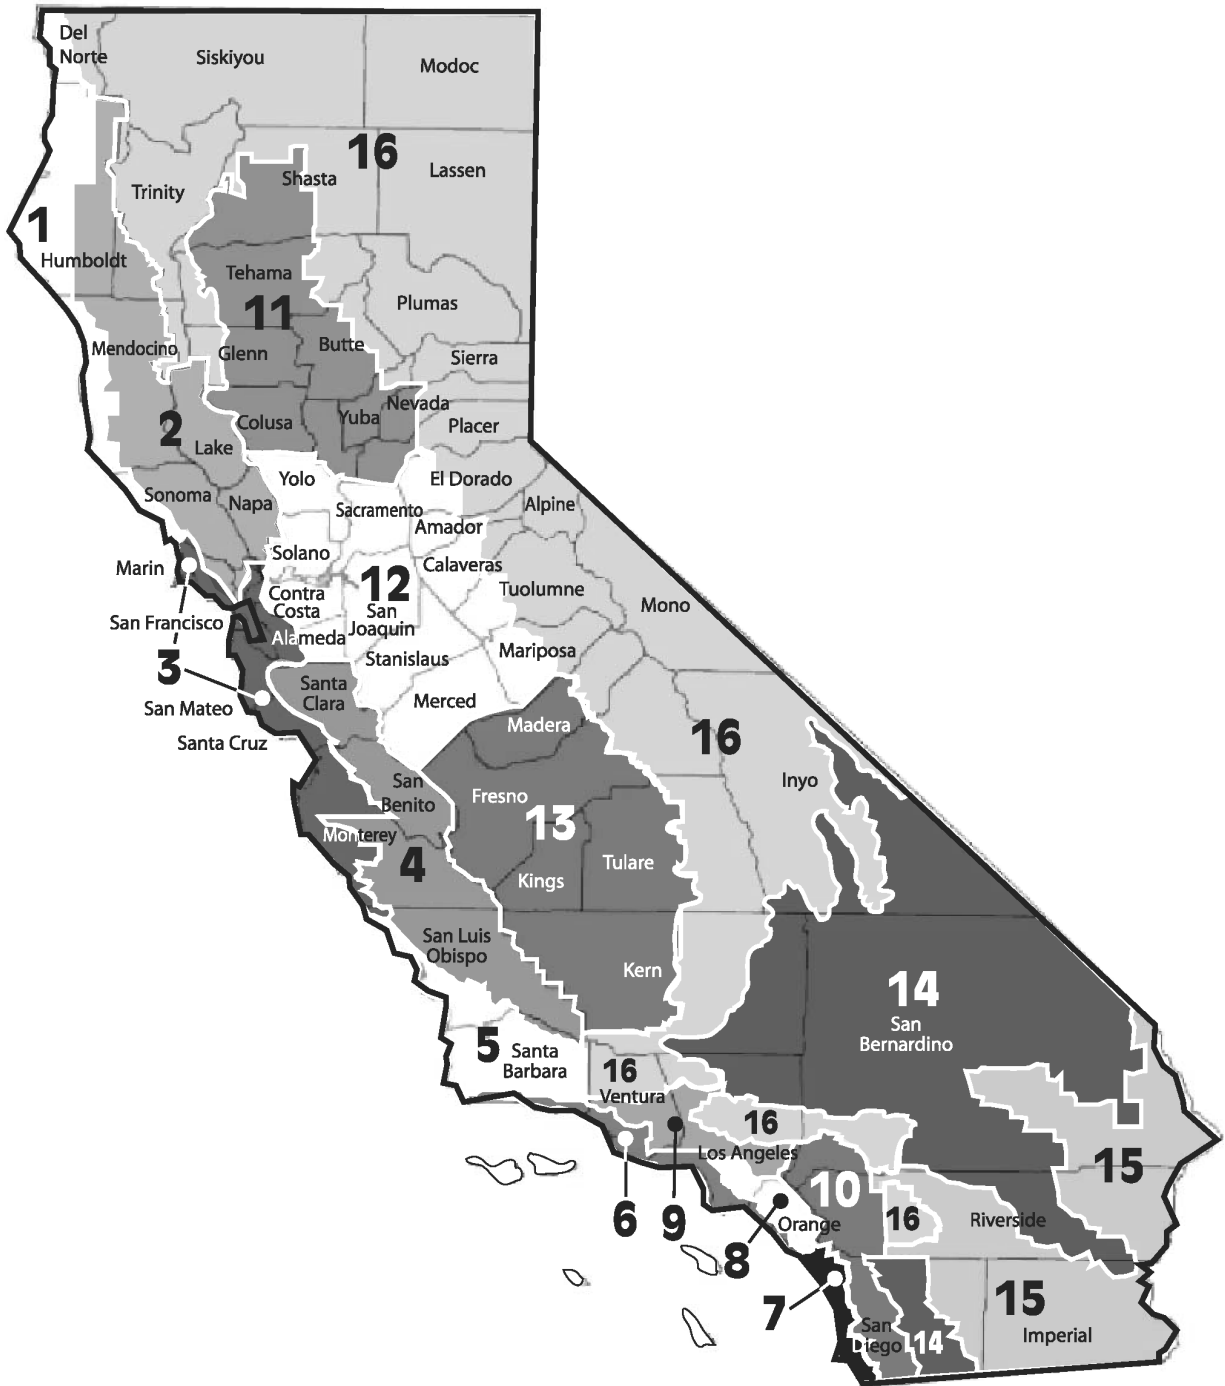 Del
Norte
Siskiyou
Modoc
16
Shasta
Lassen
Trinity
1
Humboldt
Tehama
11
Plumas
Mendocino
Glenn
Butte
Sierra
2
Colusa
Yuba
Nevada
Placer
Lake
Yolo
El Dorado
Sonoma
Napa
Sacramento
Alpine
Amador
Solano
Marin
Calaveras
12
Contra
Costa
Tuolumne
San
Joaquin
Mono
San Francisco
Alameda
3
Stanislaus
Mariposa
Santa
Clara
Merced
San Mateo
Santa Cruz
Madera
16
Inyo
San
Benito
Fresno
13
Monterey
4
Kings
Tulare
San Luis
Obispo
Kern
14
San
Bernardino
5
Santa
Barbara
16
Ventura
16
Los Angeles
15
10
6
9
8
Orange
16
Riverside
7
15
San
Diego
14
Imperial